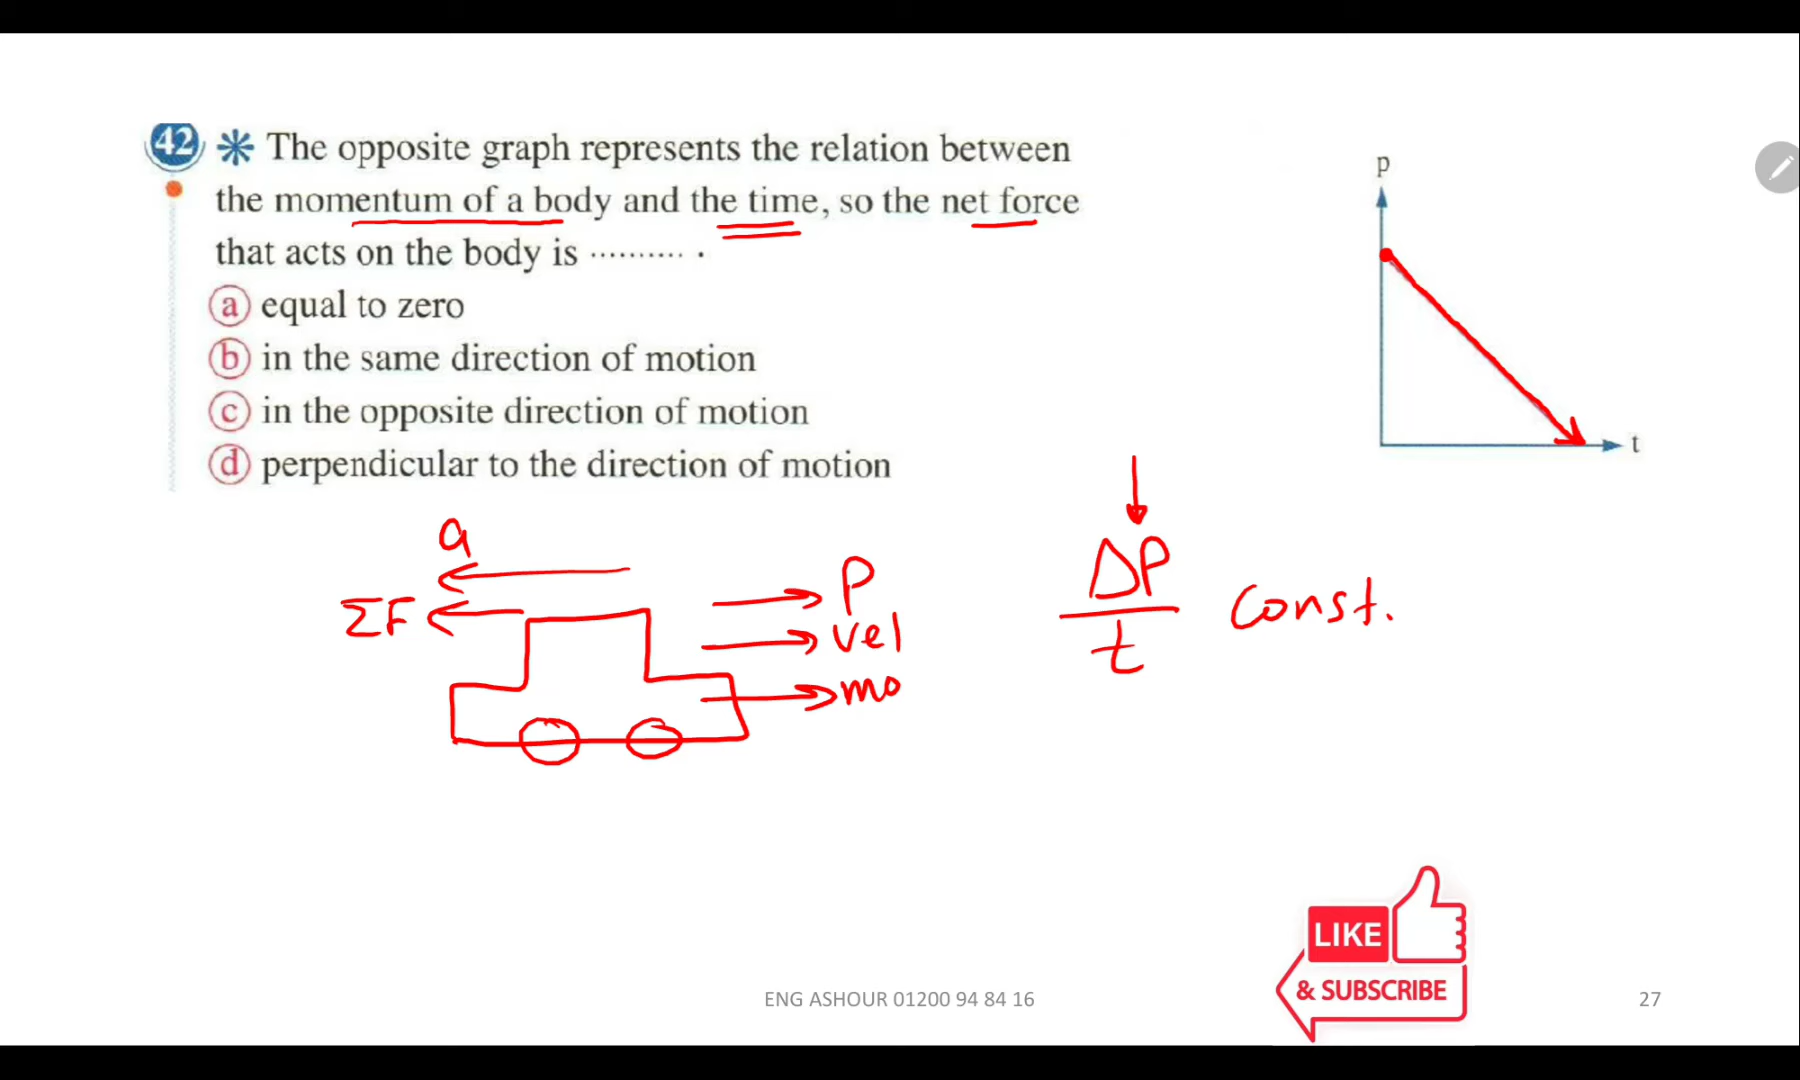 42 * The opposite graph represents the relation between
the momentum of a body and the time, so the net force
that acts on the body is .......... .
a equal to zero
b in the same direction of motion
c in the opposite direction of motion
d perpendicular to the direction of motion
p
t
a
ΣF
P
vel
mo
ΔP
t
const.
LIKE
& SUBSCRIBE
ENG ASHOUR 01200 94 84 16
27